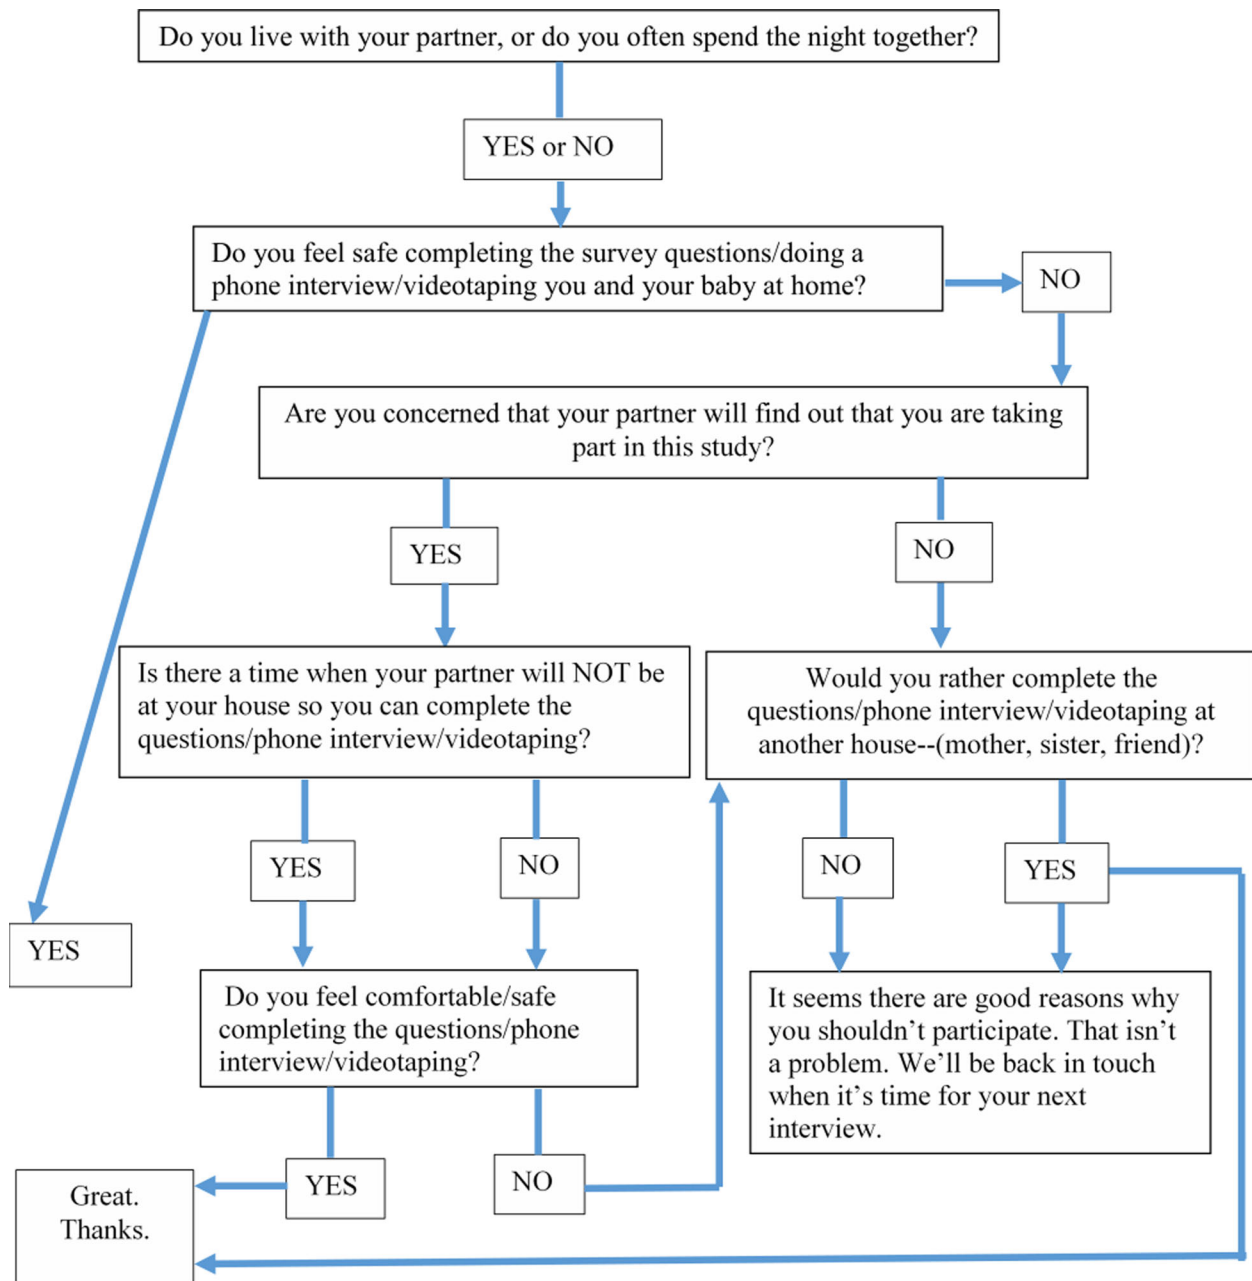 Do you live with your partner, or do you often spend the night together?
YES or NO
Do you feel safe completing the survey questions/doing a
phone interview/videotaping you and your baby at home?
NO
Are you concerned that your partner will find out that you are taking
part in this study?
YES
NO
Is there a time when your partner will NOT be
at your house so you can complete the
questions/phone interview/videotaping?
Would you rather complete the
questions/phone interview/videotaping at
another house--(mother, sister, friend)?
YES
NO
NO
YES
YES
Do you feel comfortable/safe
completing the questions/phone
interview/videotaping?
It seems there are good reasons why
you shouldn’t participate. That isn’t
a problem. We’ll be back in touch
when it’s time for your next
interview.
YES
NO
Great.
Thanks.